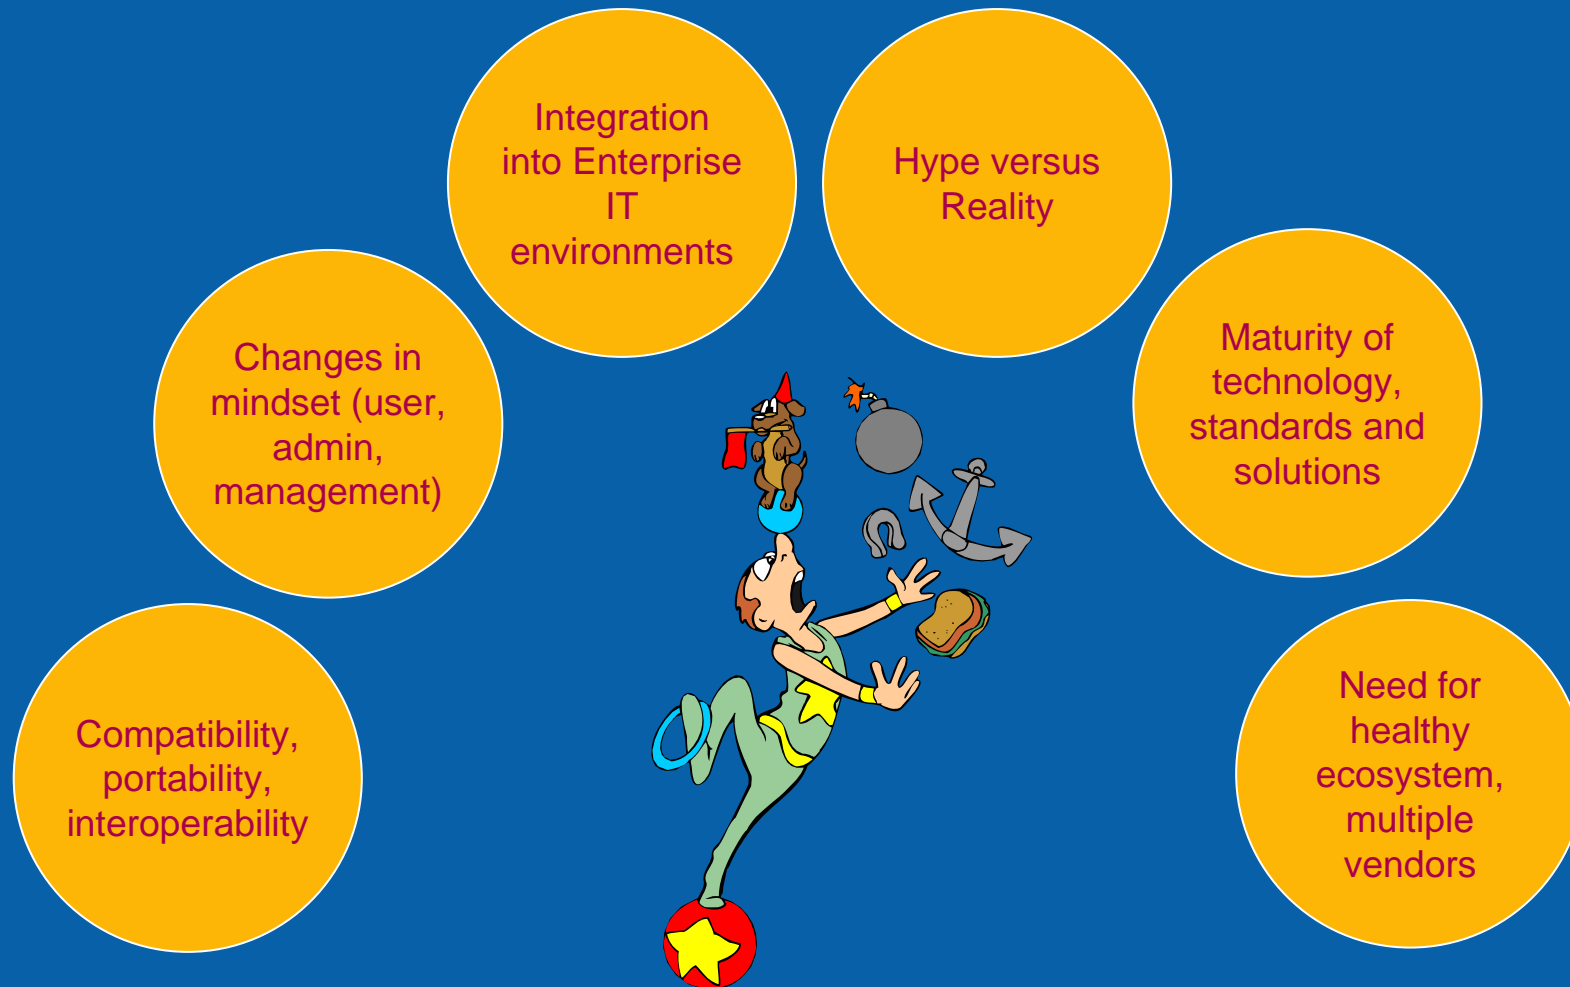 Integration
into Enterprise
IT
environments
Hype versus
Reality
Changes in
mindset (user,
admin,
management)
Maturity of
technology,
standards and
solutions
Compatibility,
portability,
interoperability
Need for
healthy
ecosystem,
multiple
vendors